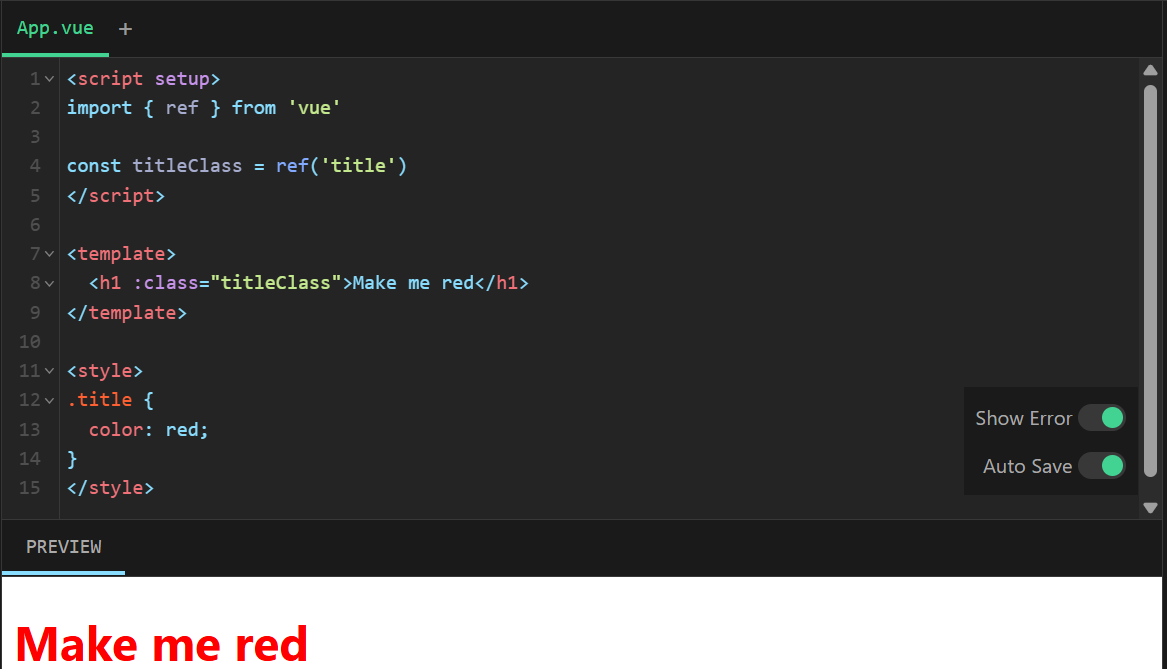 App.vue +
1 <script setup>
2 import { ref } from 'vue'
3
4 const titleClass = ref('title')
5 </script>
6
7 <template>
8   <h1 :class="titleClass">Make me red</h1>
9 </template>
10
11 <style>
12 .title {
13   color: red;
14 }
15 </style>
Show Error
Auto Save
PREVIEW
Make me red